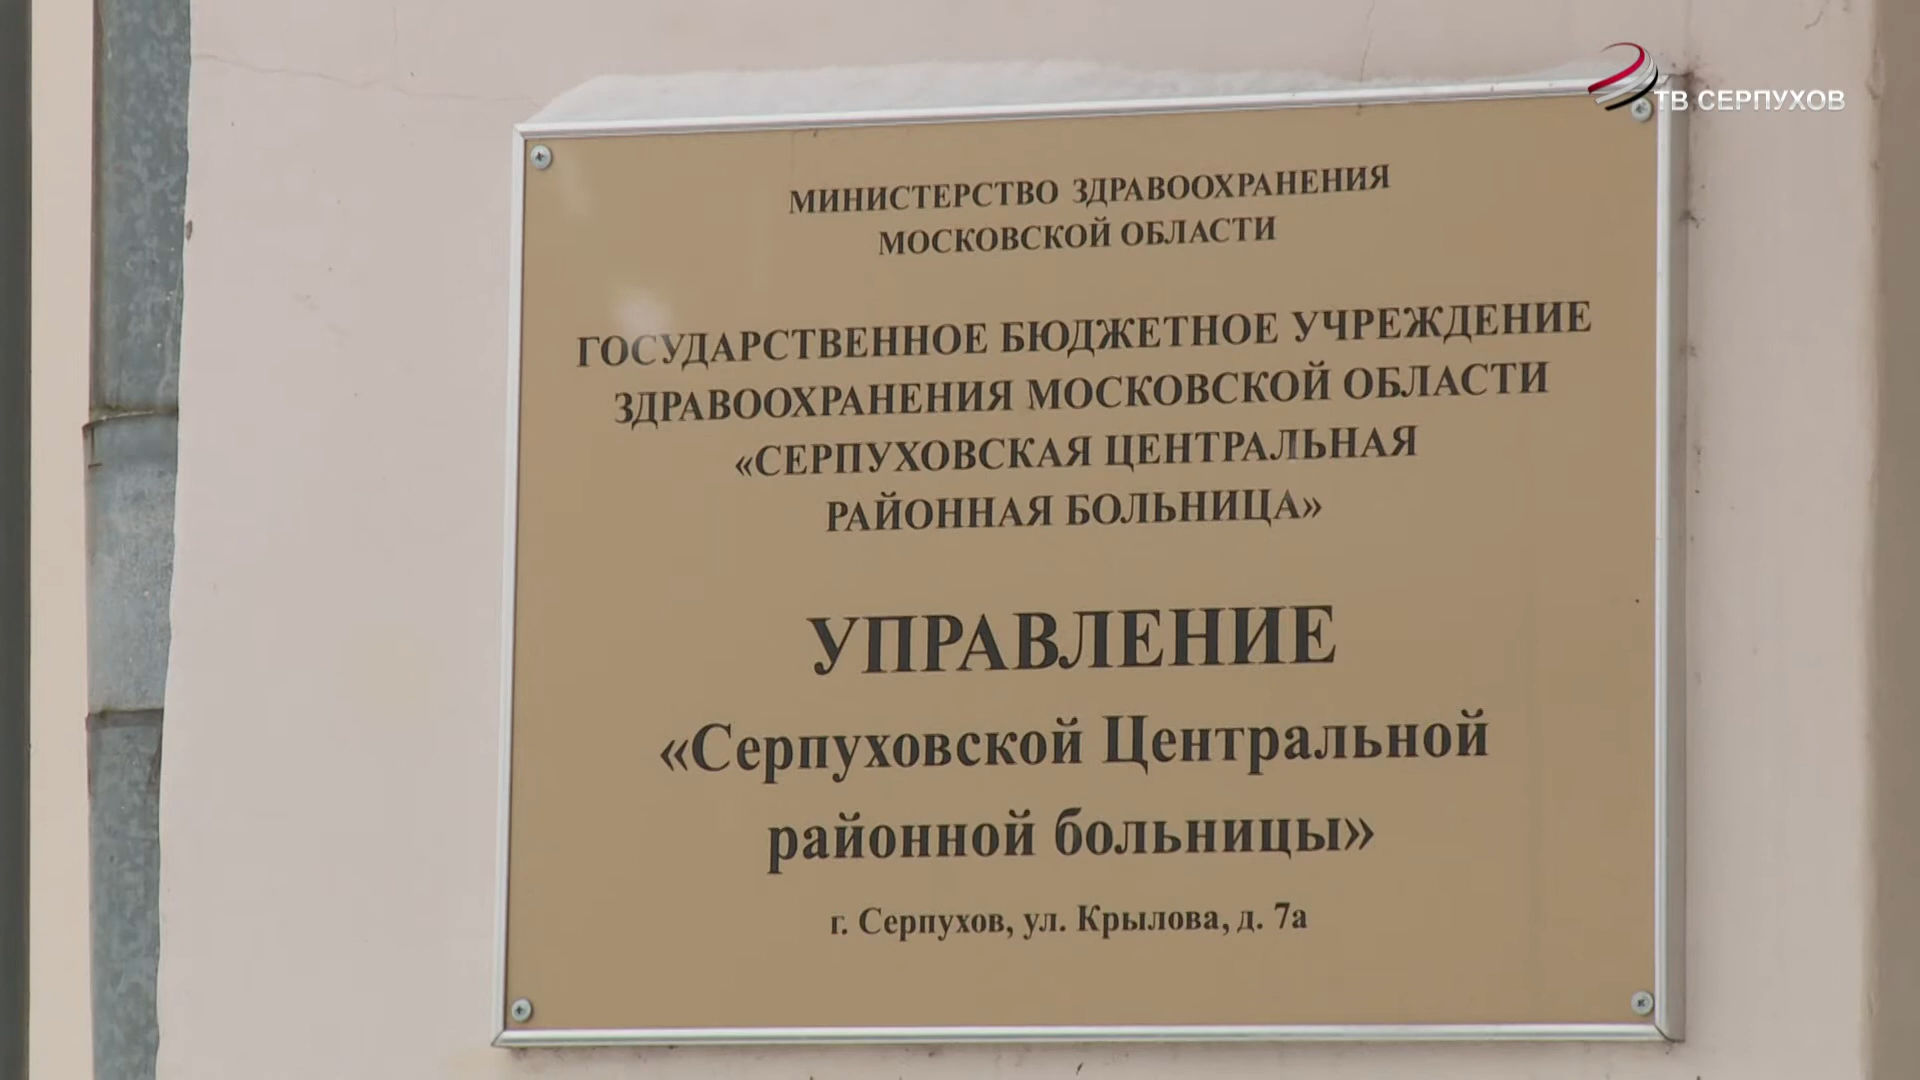 ТВ СЕРПУХОВ
МИНИСТЕРСТВО ЗДРАВООХРАНЕНИЯ
МОСКОВСКОЙ ОБЛАСТИ
ГОСУДАРСТВЕННОЕ БЮДЖЕТНОЕ УЧРЕЖДЕНИЕ
ЗДРАВООХРАНЕНИЯ МОСКОВСКОЙ ОБЛАСТИ
«СЕРПУХОВСКАЯ ЦЕНТРАЛЬНАЯ
РАЙОННАЯ БОЛЬНИЦА»
УПРАВЛЕНИЕ
«Серпуховской Центральной
районной больницы»
г. Серпухов, ул. Крылова, д. 7а